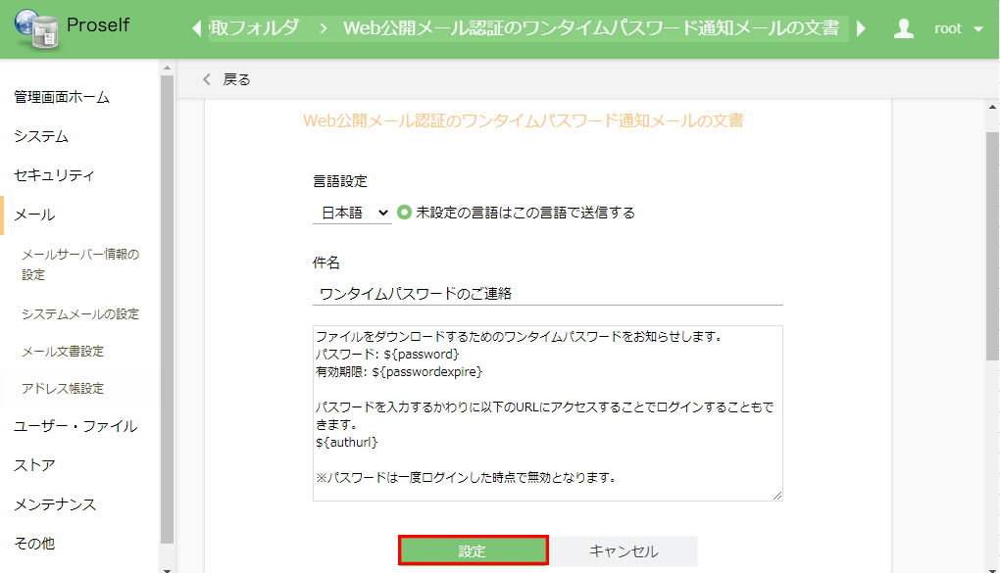 Proself
取フォルダ > Web公開メール認証のワンタイムパスワード通知メールの文書
root
管理画面ホーム
システム
セキュリティ
メール
メールサーバー情報の
設定
システムメールの設定
メール文書設定
アドレス帳設定
ユーザー・ファイル
ストア
メンテナンス
その他
戻る
Web公開メール認証のワンタイムパスワード通知メールの文書
言語設定
日本語 未設定の言語はこの言語で送信する
件名
ワンタイムパスワードのご連絡
ファイルをダウンロードするためのワンタイムパスワードをお知らせします。
パスワード: ${password}
有効期限: ${passwordexpire}
パスワードを入力するかわりに以下のURLにアクセスすることでログインすることもで
きます。
${authurl}
※パスワードは一度ログインした時点で無効となります。
設定
キャンセル